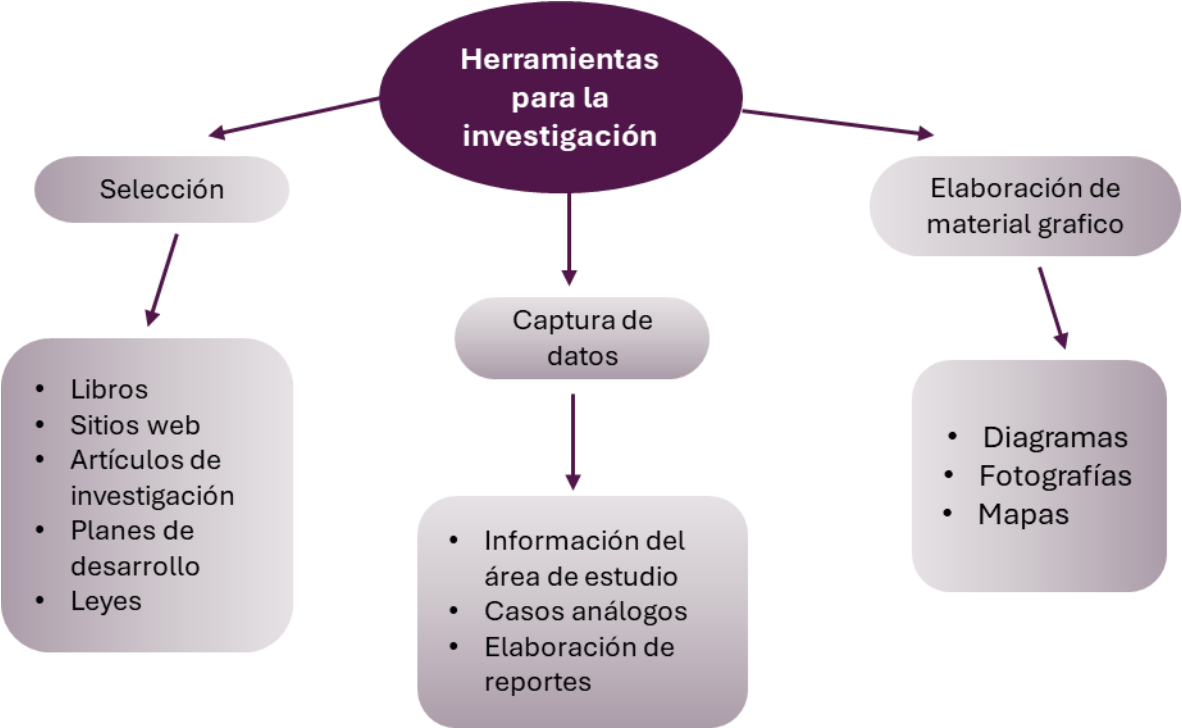 Herramientas
para la
investigación
Selección
• Libros
• Sitios web
• Artículos de
investigación
• Planes de
desarrollo
• Leyes
Captura de
datos
• Información del
área de estudio
• Casos análogos
• Elaboración de
reportes
Elaboración de
material grafico
• Diagramas
• Fotografías
• Mapas